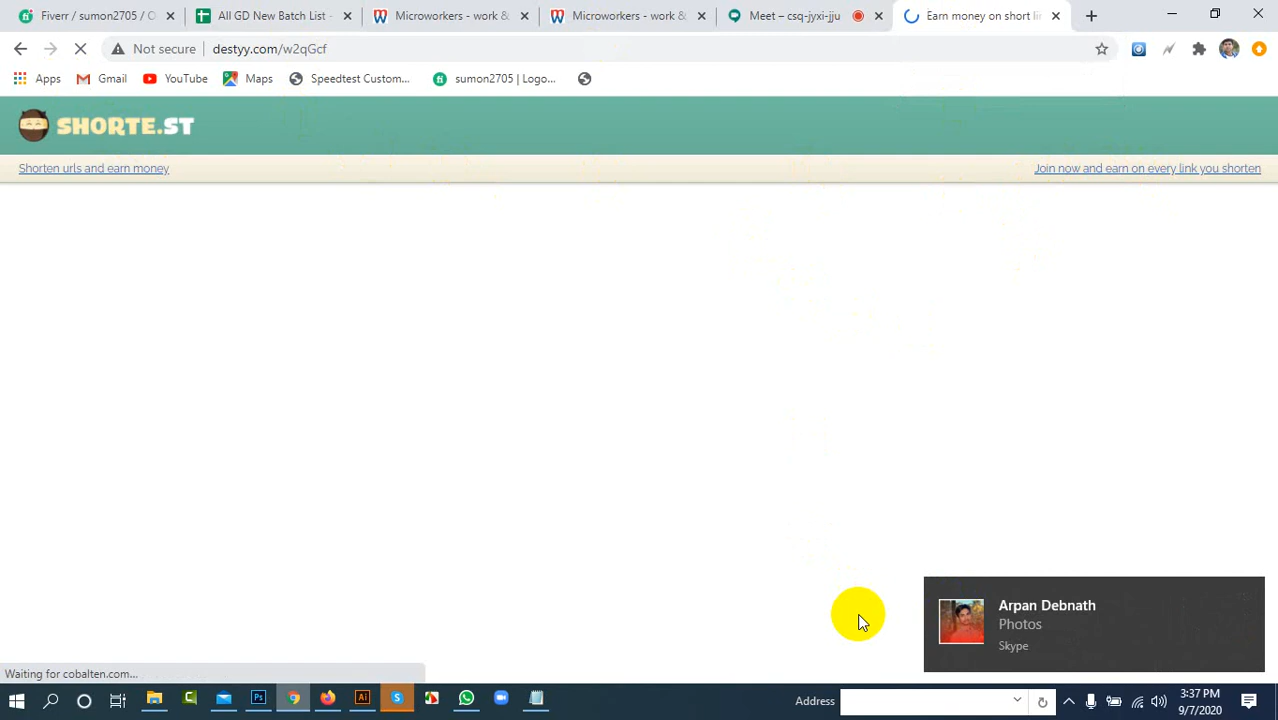 Fiverr / sumon2705 / O
All GD New Batch List -
Microworkers - work &
Microworkers - work &
Meet – csq-jyxi-jju
Earn money on short lin
Not secure
destyy.com/w2qGcf
Apps
Gmail
YouTube
Maps
Speedtest Custom...
sumon2705 | Logo...
SHORTE.ST
Shorten urls and earn money
Join now and earn on every link you shorten
Arpan Debnath
Photos
Skype
Waiting for cobalten.com...
Address
3:37 PM
9/7/2020